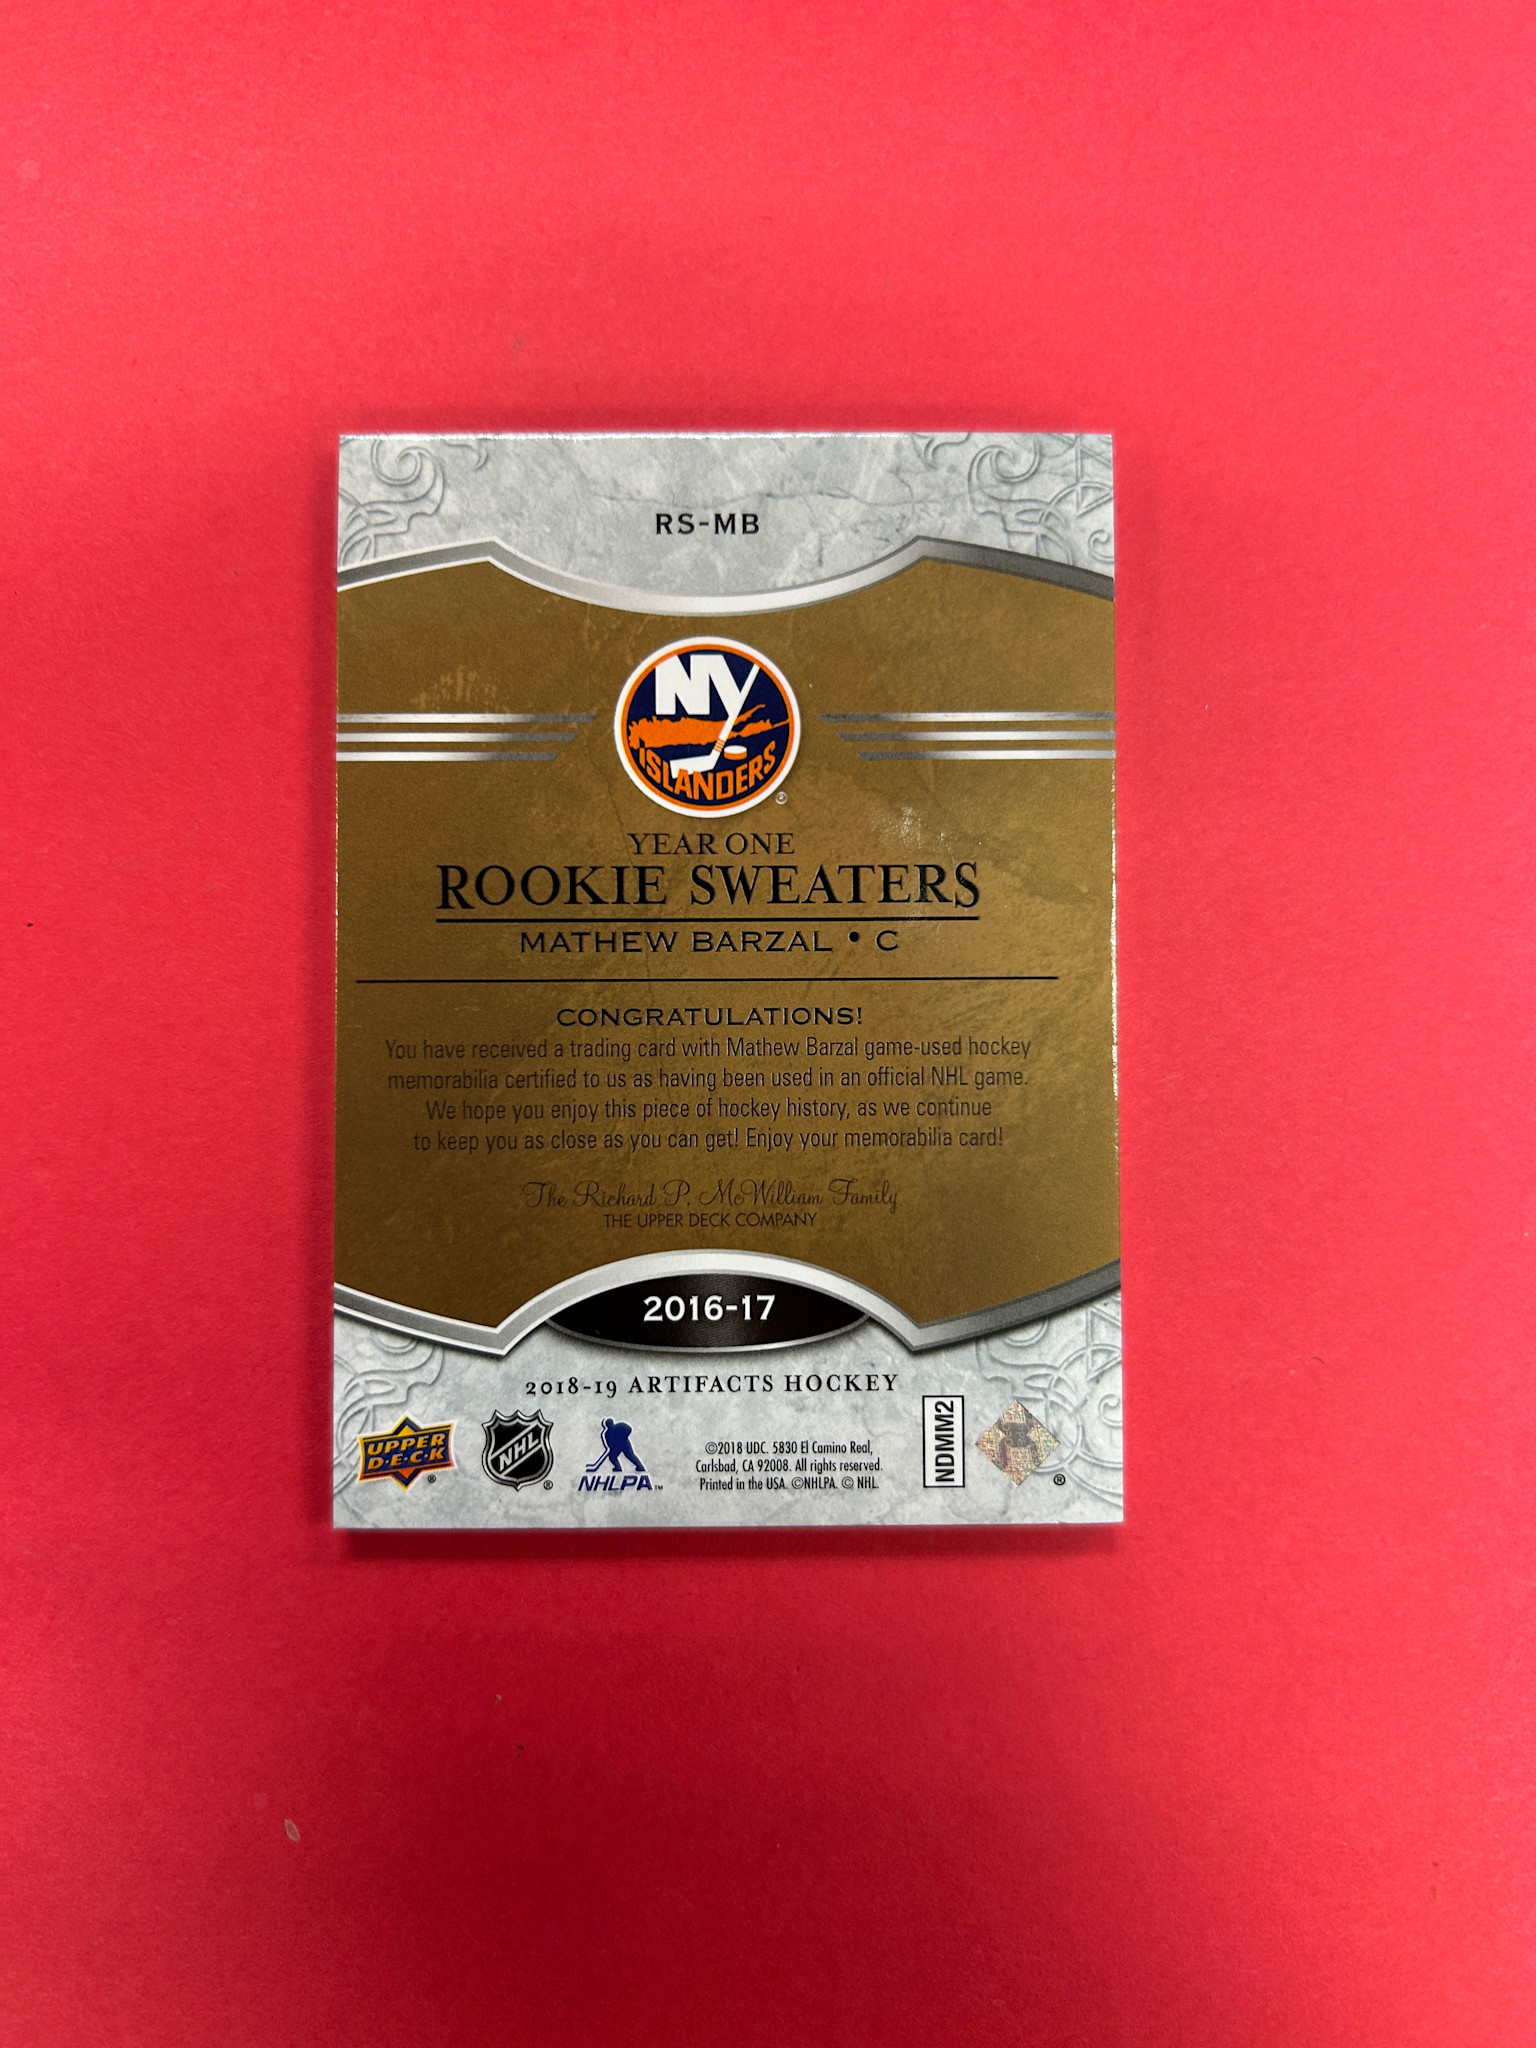 RS-MB
NY
ISLANDERS
®
YEAR ONE
ROOKIE SWEATERS
MATHEW BARZAL • C
CONGRATULATIONS!
You have received a trading card with Mathew Barzal game-used hockey
memorabilia certified to us as having been used in an official NHL game.
We hope you enjoy this piece of hockey history, as we continue
to keep you as close as you can get! Enjoy your memorabilia card!
The Richard P. McWilliam Family
THE UPPER DECK COMPANY
2016-17
2018-19 ARTIFACTS HOCKEY
UPPER
D·E·C·K
®
NHL
®
NHLPA™
©2018 UDC. 5830 El Camino Real,
Carlsbad, CA 92008. All rights reserved.
Printed in the USA. ©NHLPA. © NHL.
NDMM2
®